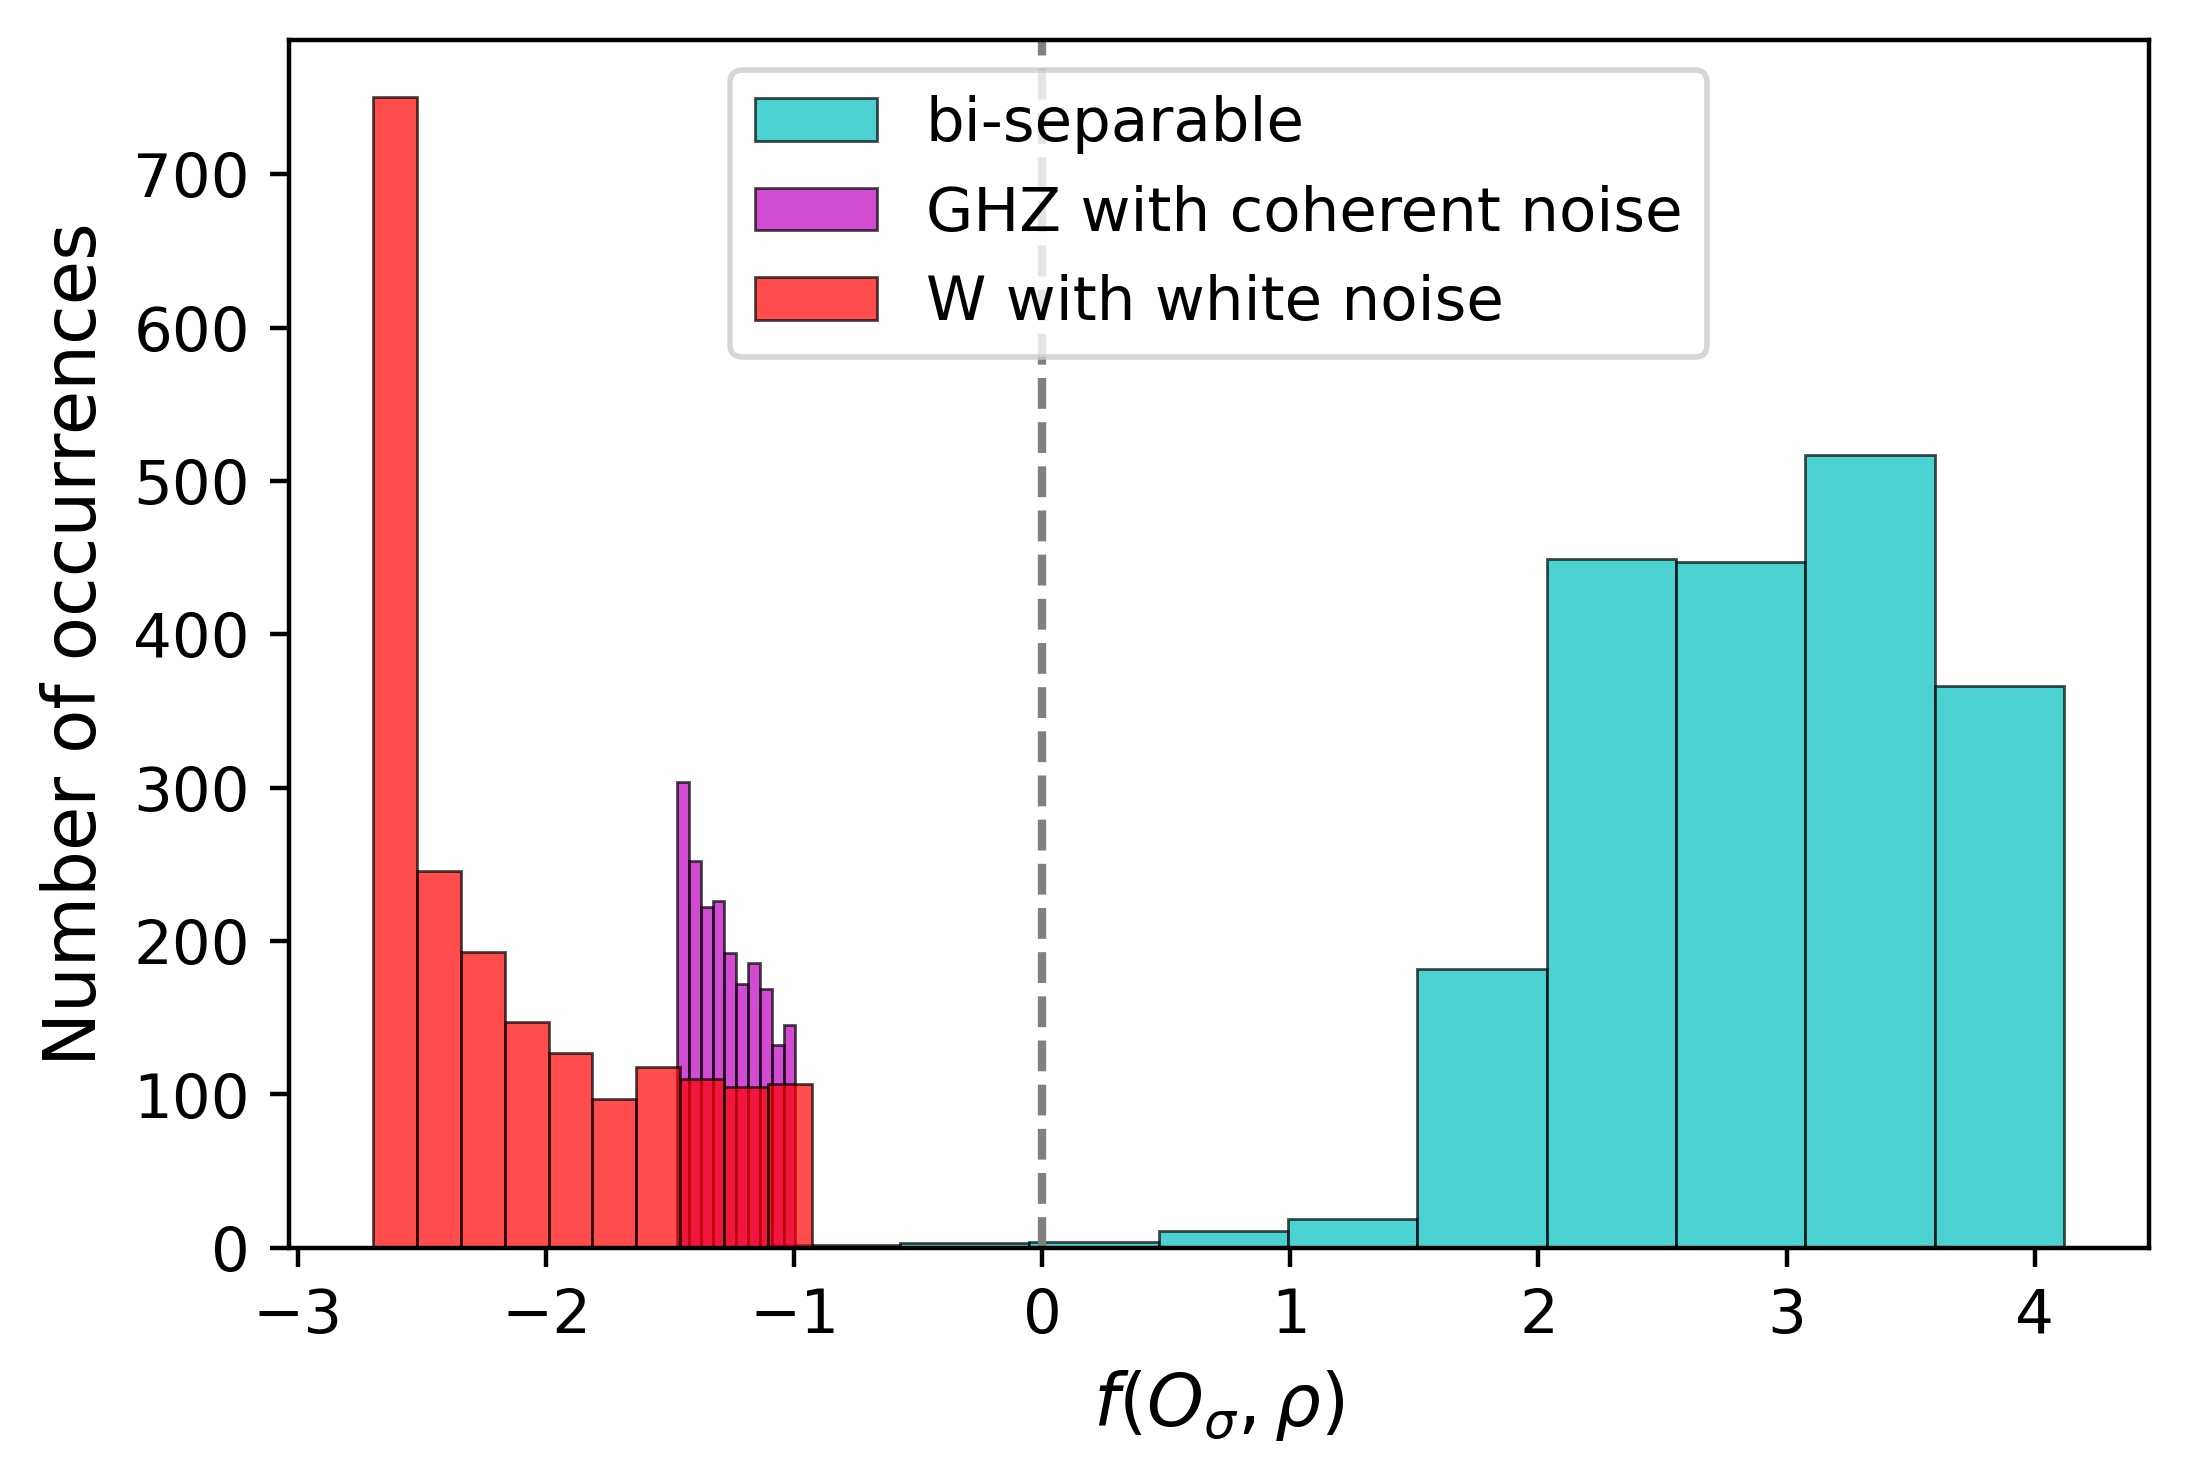 bi-separable
GHZ with coherent noise
W with white noise
Number of occurrences
700
600
500
400
300
200
100
0
−3 −2 −1 0 1 2 3 4
f(O_σ, ρ)